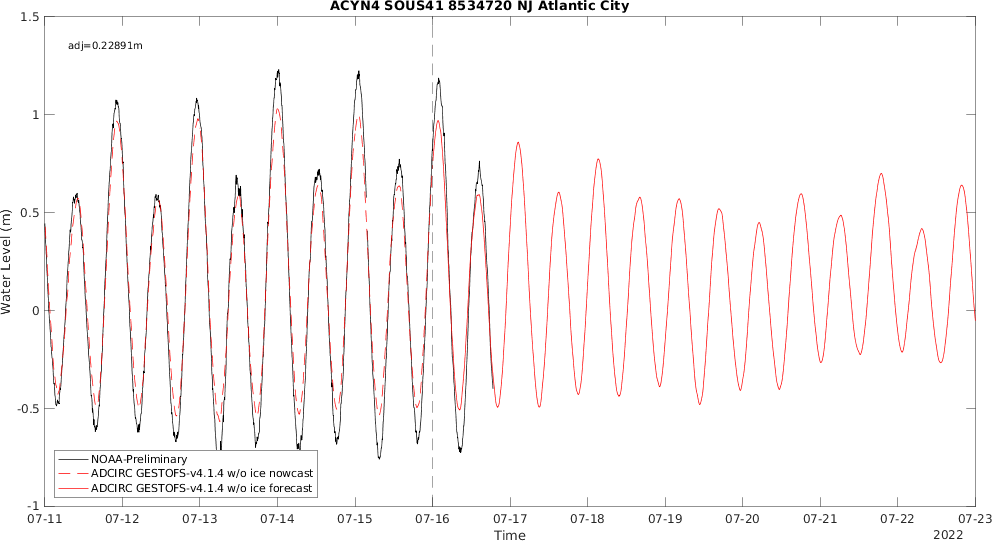 ACYN4 SOUS41 8534720 NJ Atlantic City
1.5
adj=0.22891m
1
0.5
Water Level (m)
0
-0.5
NOAA-Preliminary
ADCIRC GESTOFS-v4.1.4 w/o ice nowcast
ADCIRC GESTOFS-v4.1.4 w/o ice forecast
-1
07-11 07-12 07-13 07-14 07-15 07-16 07-17 07-18 07-19 07-20 07-21 07-22 07-23
Time
2022